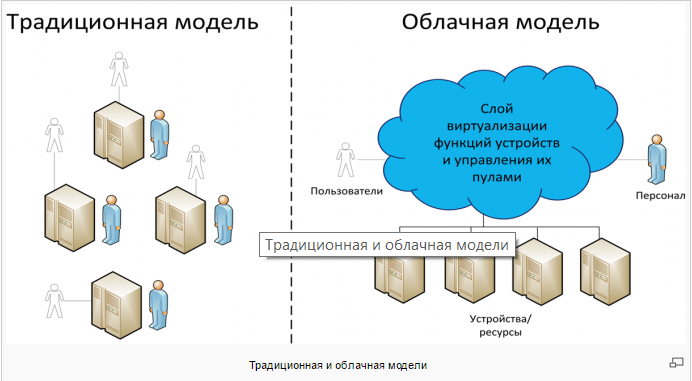 Традиционная модель
Облачная модель
Слой
виртуализации
функций устройств
и управления их
пулами
Пользователи
Персонал
Традиционная и облачная модели
Устройства/
ресурсы
Традиционная и облачная модели